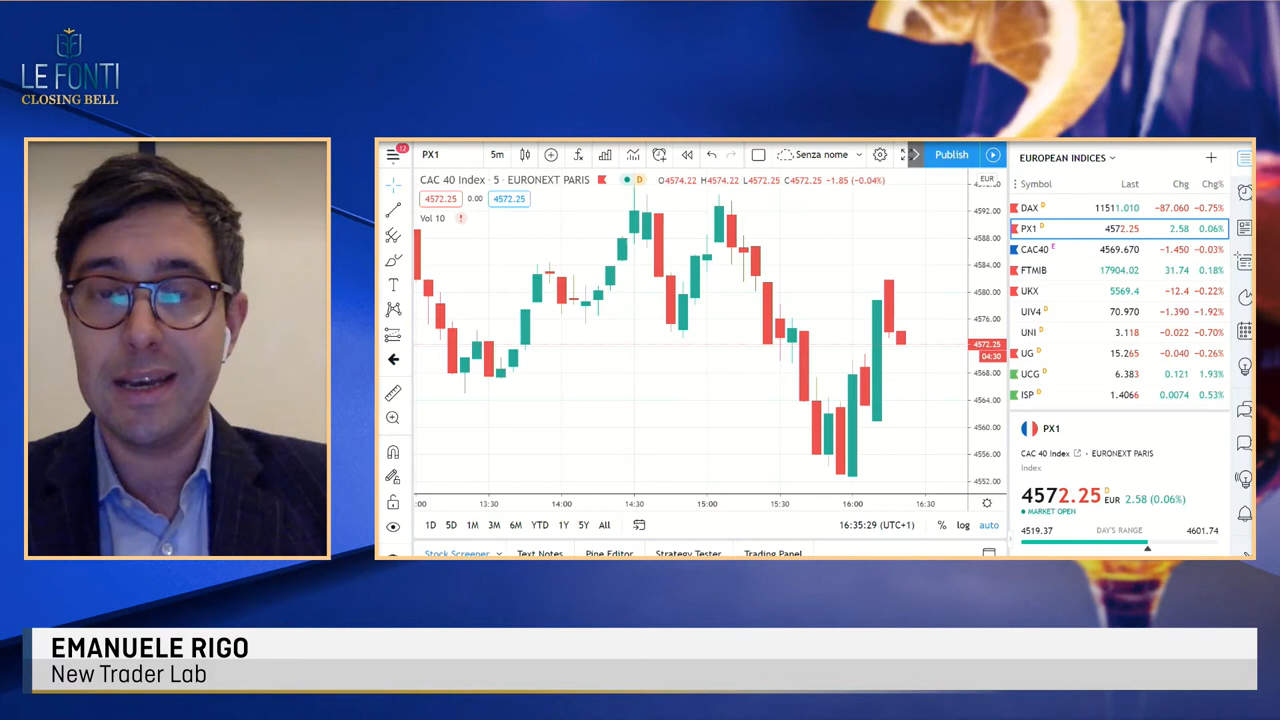 LE FONTI
CLOSING BELL
12
PX1
5m
Senza nome
Publish
CAC 40 Index · 5 · EURONEXT PARIS
D
O4574.22 H4574.22 L4572.25 C4572.25 -1.85 (-0.04%)
4572.25 0.00 4572.25
Vol 10 !
EUR
4592.00
4588.00
4584.00
4580.00
4576.00
4572.25
04:30
4568.00
4564.00
4560.00
4556.00
4552.00
:00 13:30 14:00 14:30 15:00 15:30 16:00 16:30
1D 5D 1M 3M 6M YTD 1Y 5Y All
16:35:29 (UTC+1) % log auto
Stock Screener Text Notes Pine Editor Strategy Tester Trading Panel
EUROPEAN INDICES
Symbol Last Chg Chg%
DAX D 11511.010 -87.060 -0.75%
PX1 D 4572.25 2.58 0.06%
CAC40 E 4569.670 -1.450 -0.03%
FTMIB 17904.02 31.74 0.18%
UKX 5569.4 -12.4 -0.22%
UIV4 D 70.970 -1.390 -1.92%
UNI D 3.118 -0.022 -0.70%
UG D 15.265 -0.040 -0.26%
UCG D 6.383 0.121 1.93%
ISP D 1.4066 0.0074 0.53%
PX1
CAC 40 Index · EURONEXT PARIS
Index
4572.25 D EUR 2.58 (0.06%)
MARKET OPEN
4519.37 DAY'S RANGE 4601.74
EMANUELE RIGO
New Trader Lab